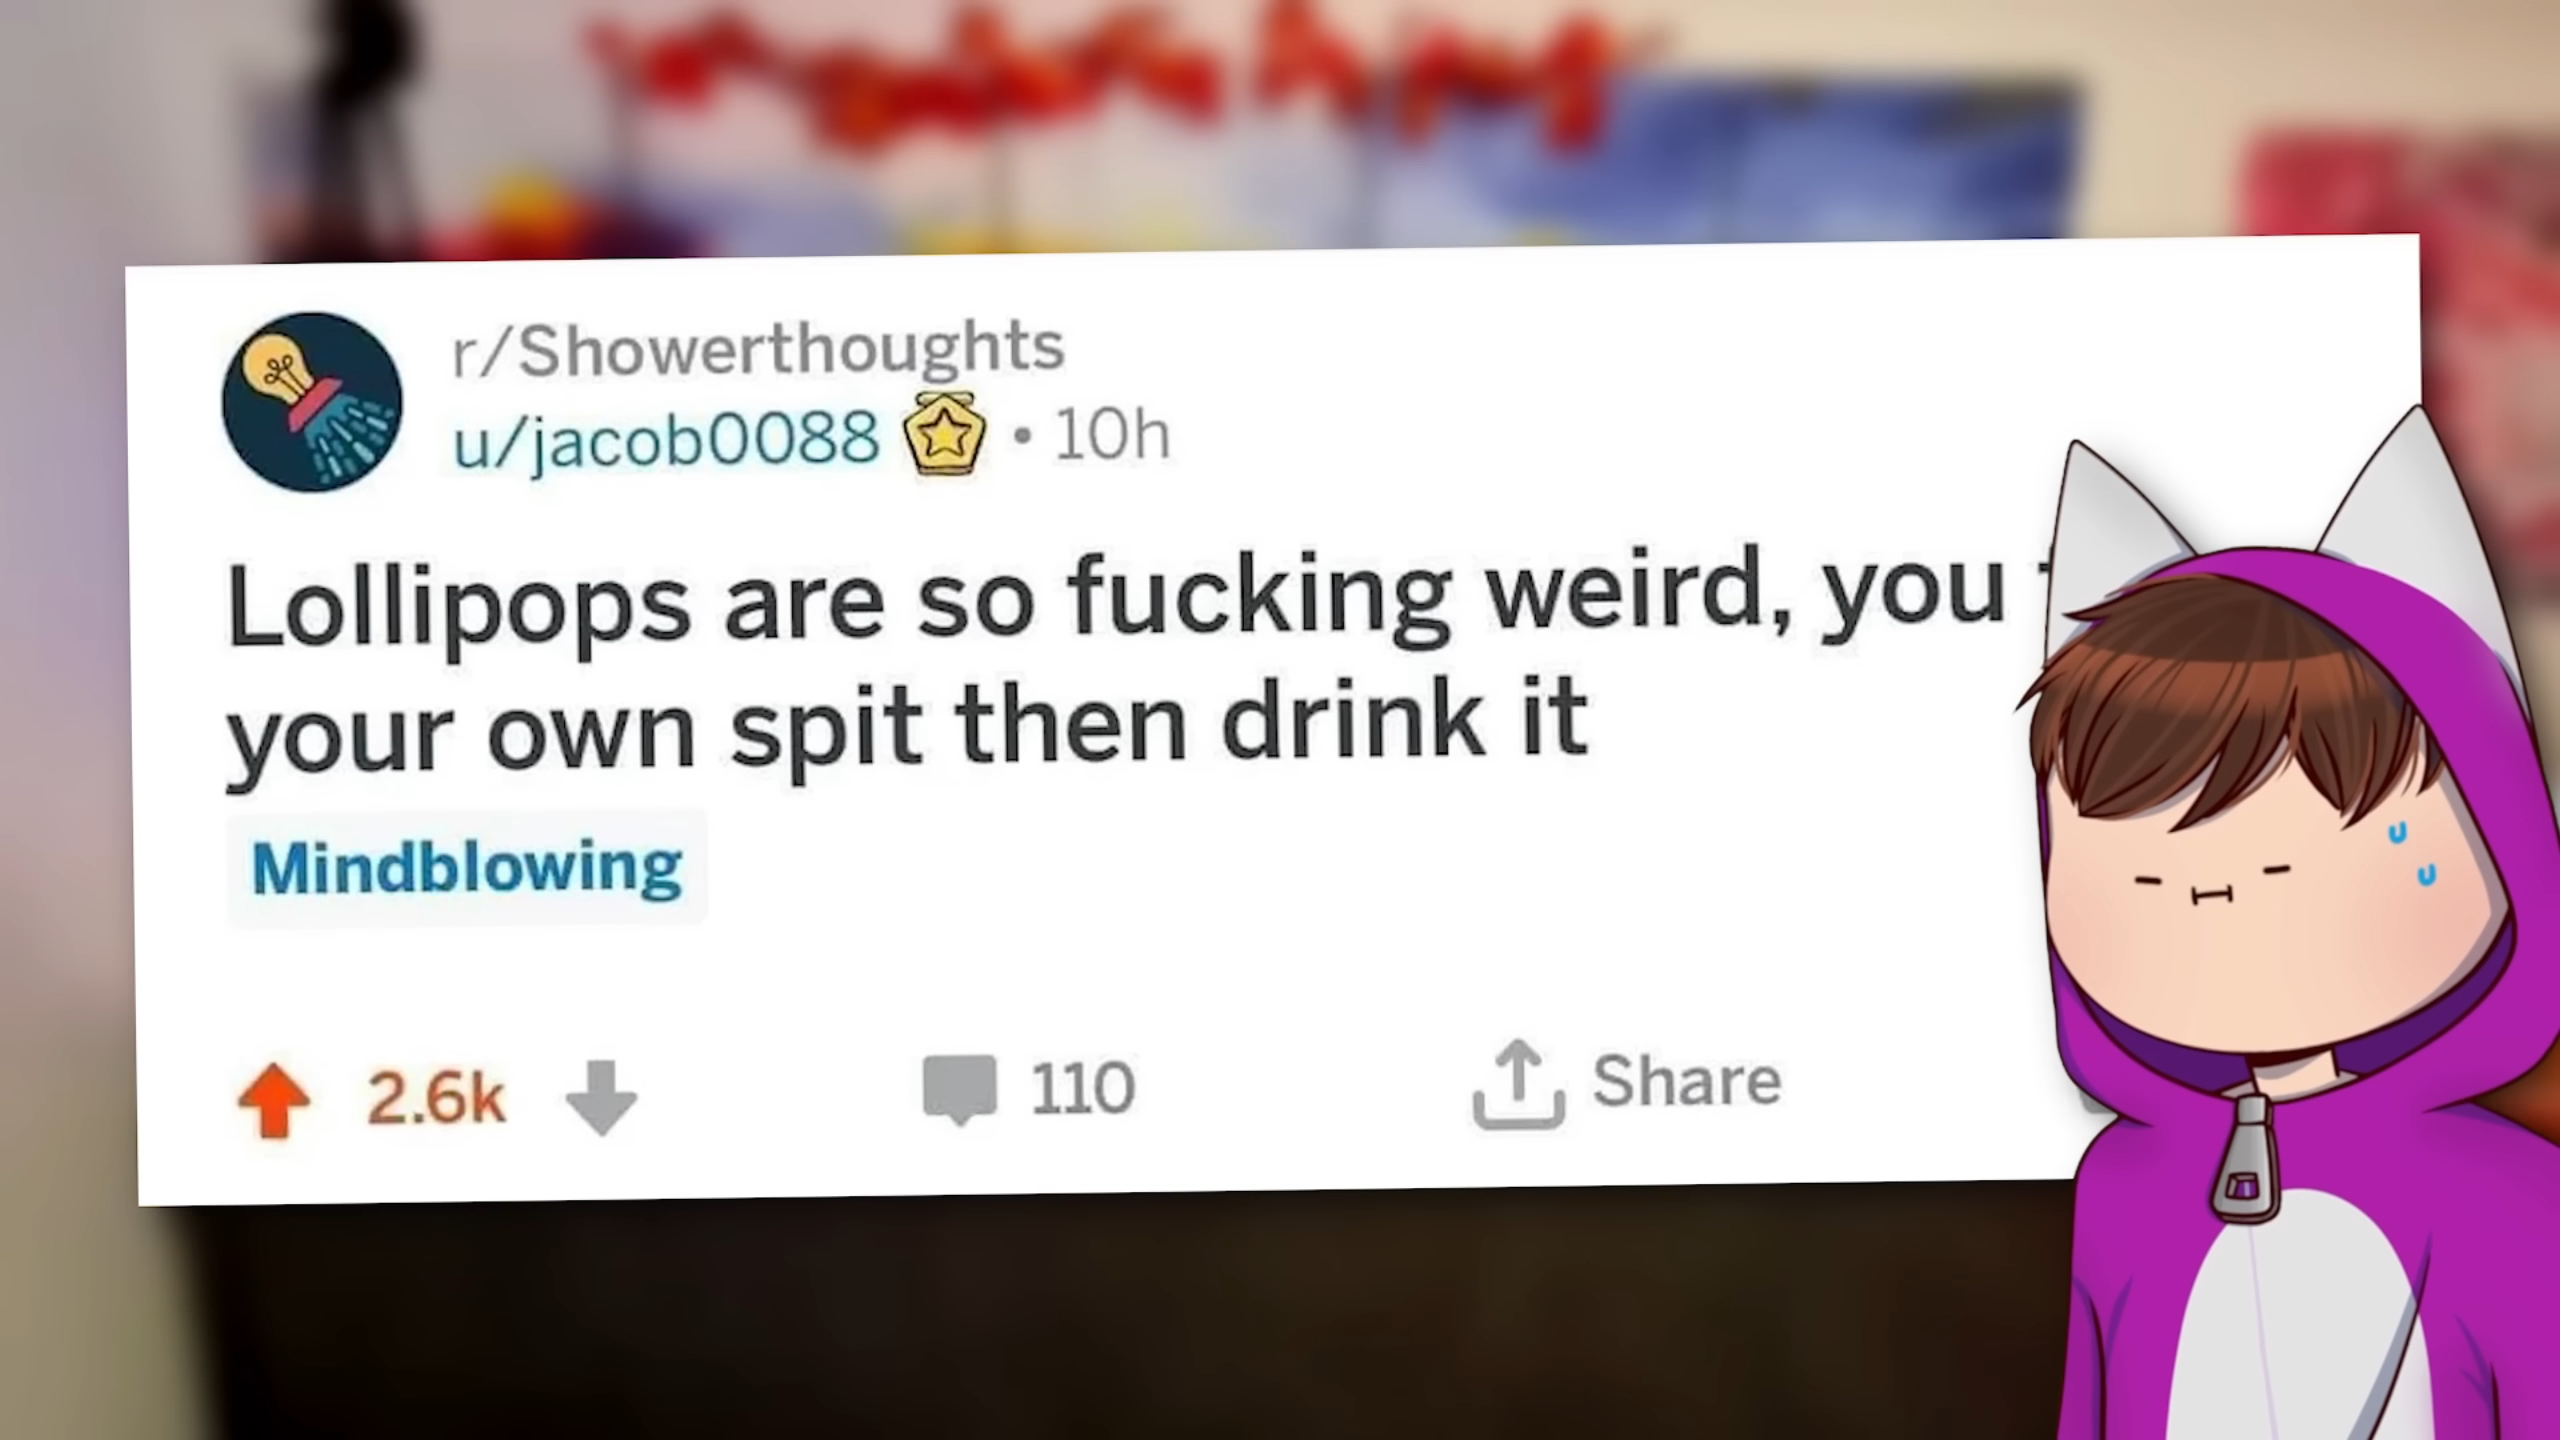 r/Showerthoughts
u/jacob0088 • 10h
Lollipops are so fucking weird, you
your own spit then drink it
Mindblowing
2.6k 110 Share